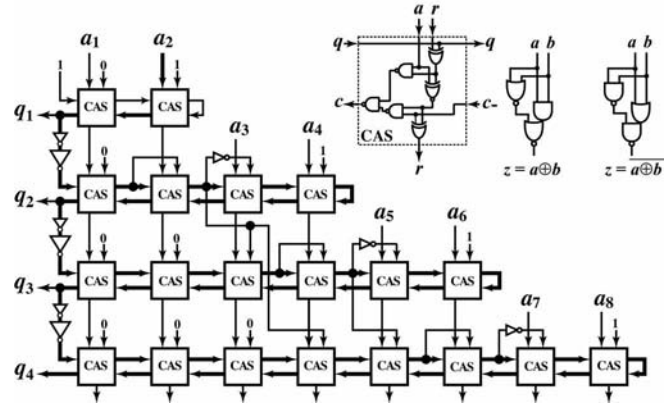 a1 a2
1 0 1
CAS CAS
q1
a r
q q
c c-
CAS
r
a b
z = a⊕b
a b
z = a⊕b
a3 a4
0 1
CAS CAS CAS CAS
q2
a5 a6
0 0 1
CAS CAS CAS CAS CAS CAS
q3
a7 a8
0 0 0 1
CAS CAS CAS CAS CAS CAS CAS CAS
q4